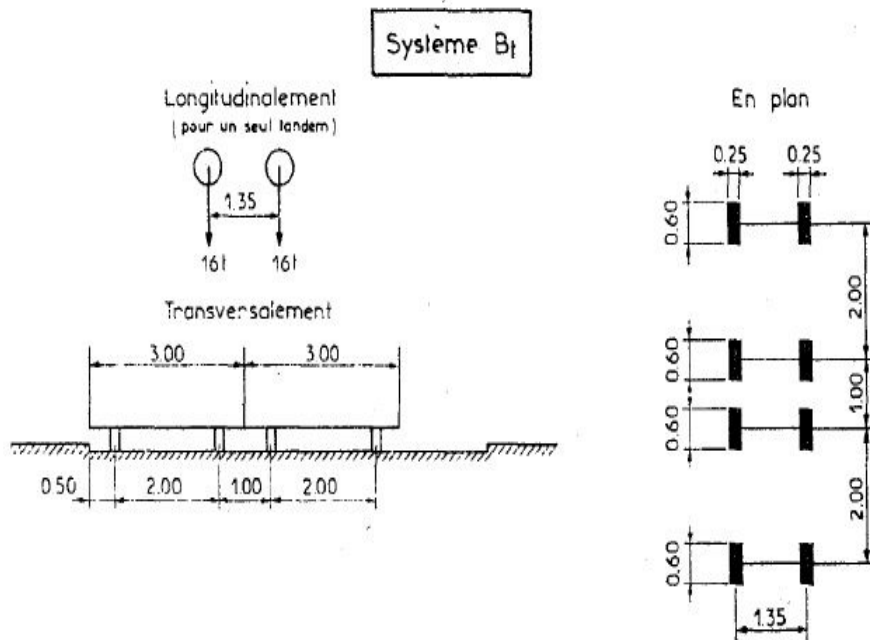 Système Bt
Longitudinalement
(pour un seul tandem)
1.35
16t 16t
Transversalement
3.00 3.00
0.50 2.00 1.00 2.00
En plan
0.25 0.25
0.60
2.00
0.60
1.00
0.60
2.00
0.60
1.35